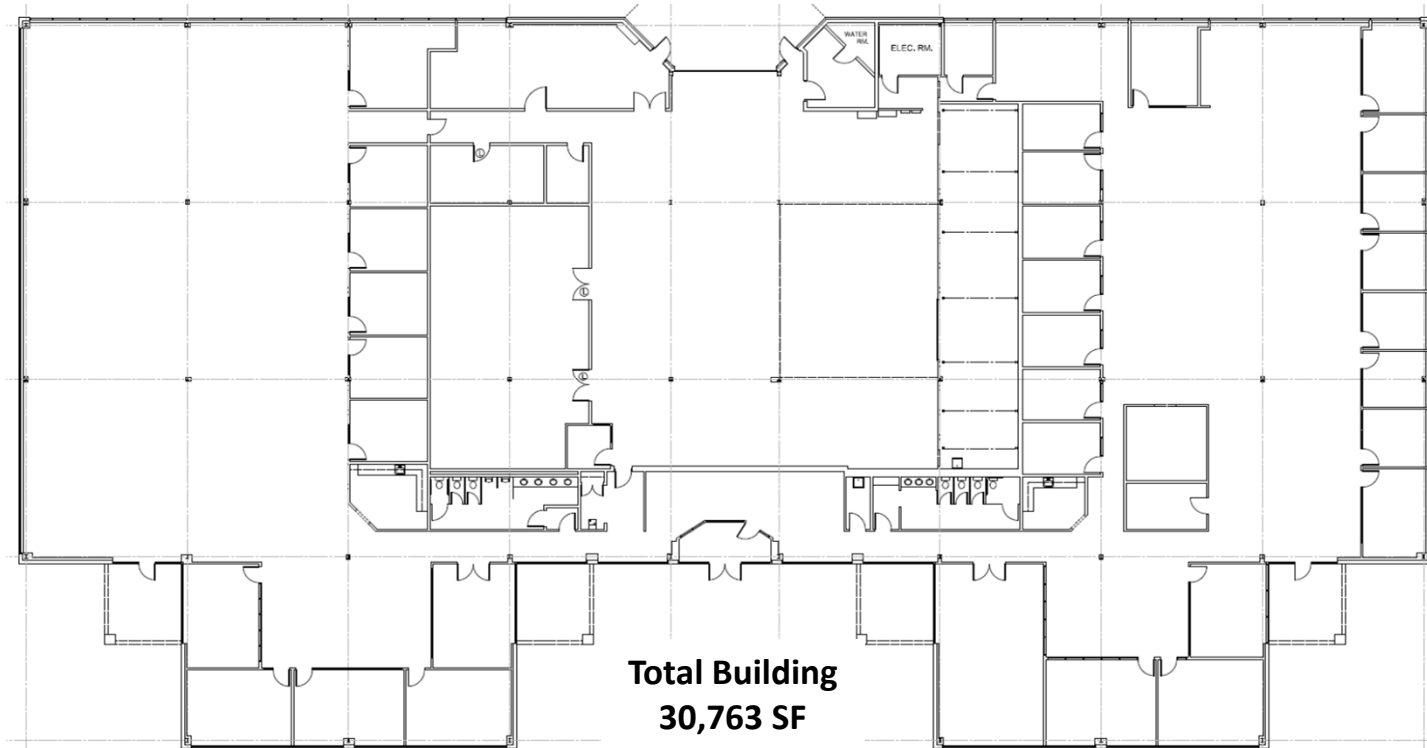 WATER
RM.
ELEC. RM.
Total Building
30,763 SF